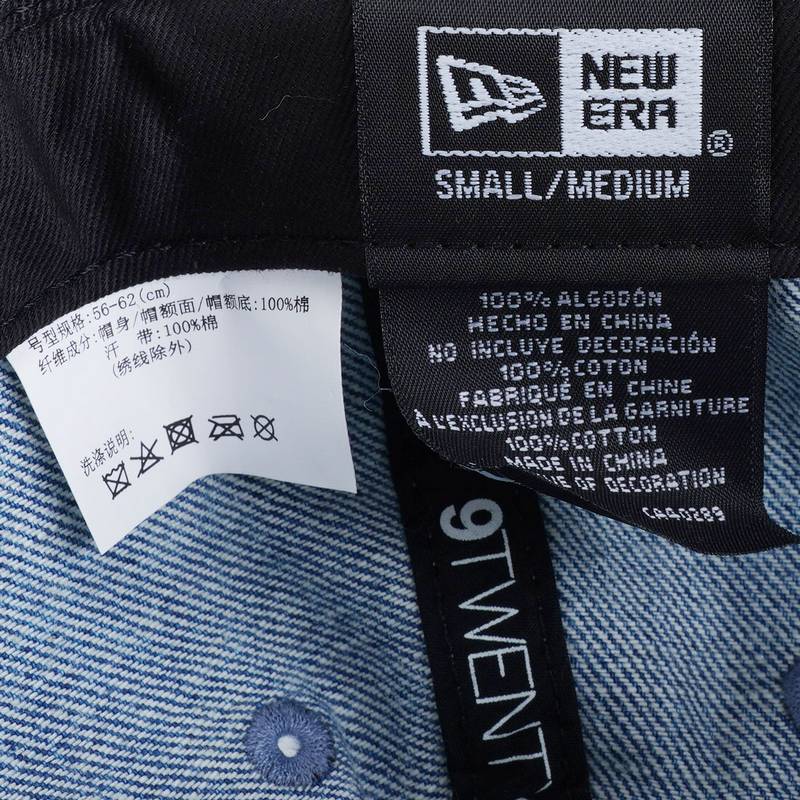 NEW
ERA
®
SMALL/MEDIUM
号型规格:56-62(cm)
纤维成分:帽身/帽额面/帽额底:100%棉
汗 带:100%棉
(绣线除外)
洗涤说明:
100% ALGODÓN
HECHO EN CHINA
NO INCLUYE DECORACIÓN
100% COTON
FABRIQUÉ EN CHINE
À L'EXCLUSION DE LA GARNITURE
100% COTTON
MADE IN CHINA
OF DECORATION
CA40289
9TWENT